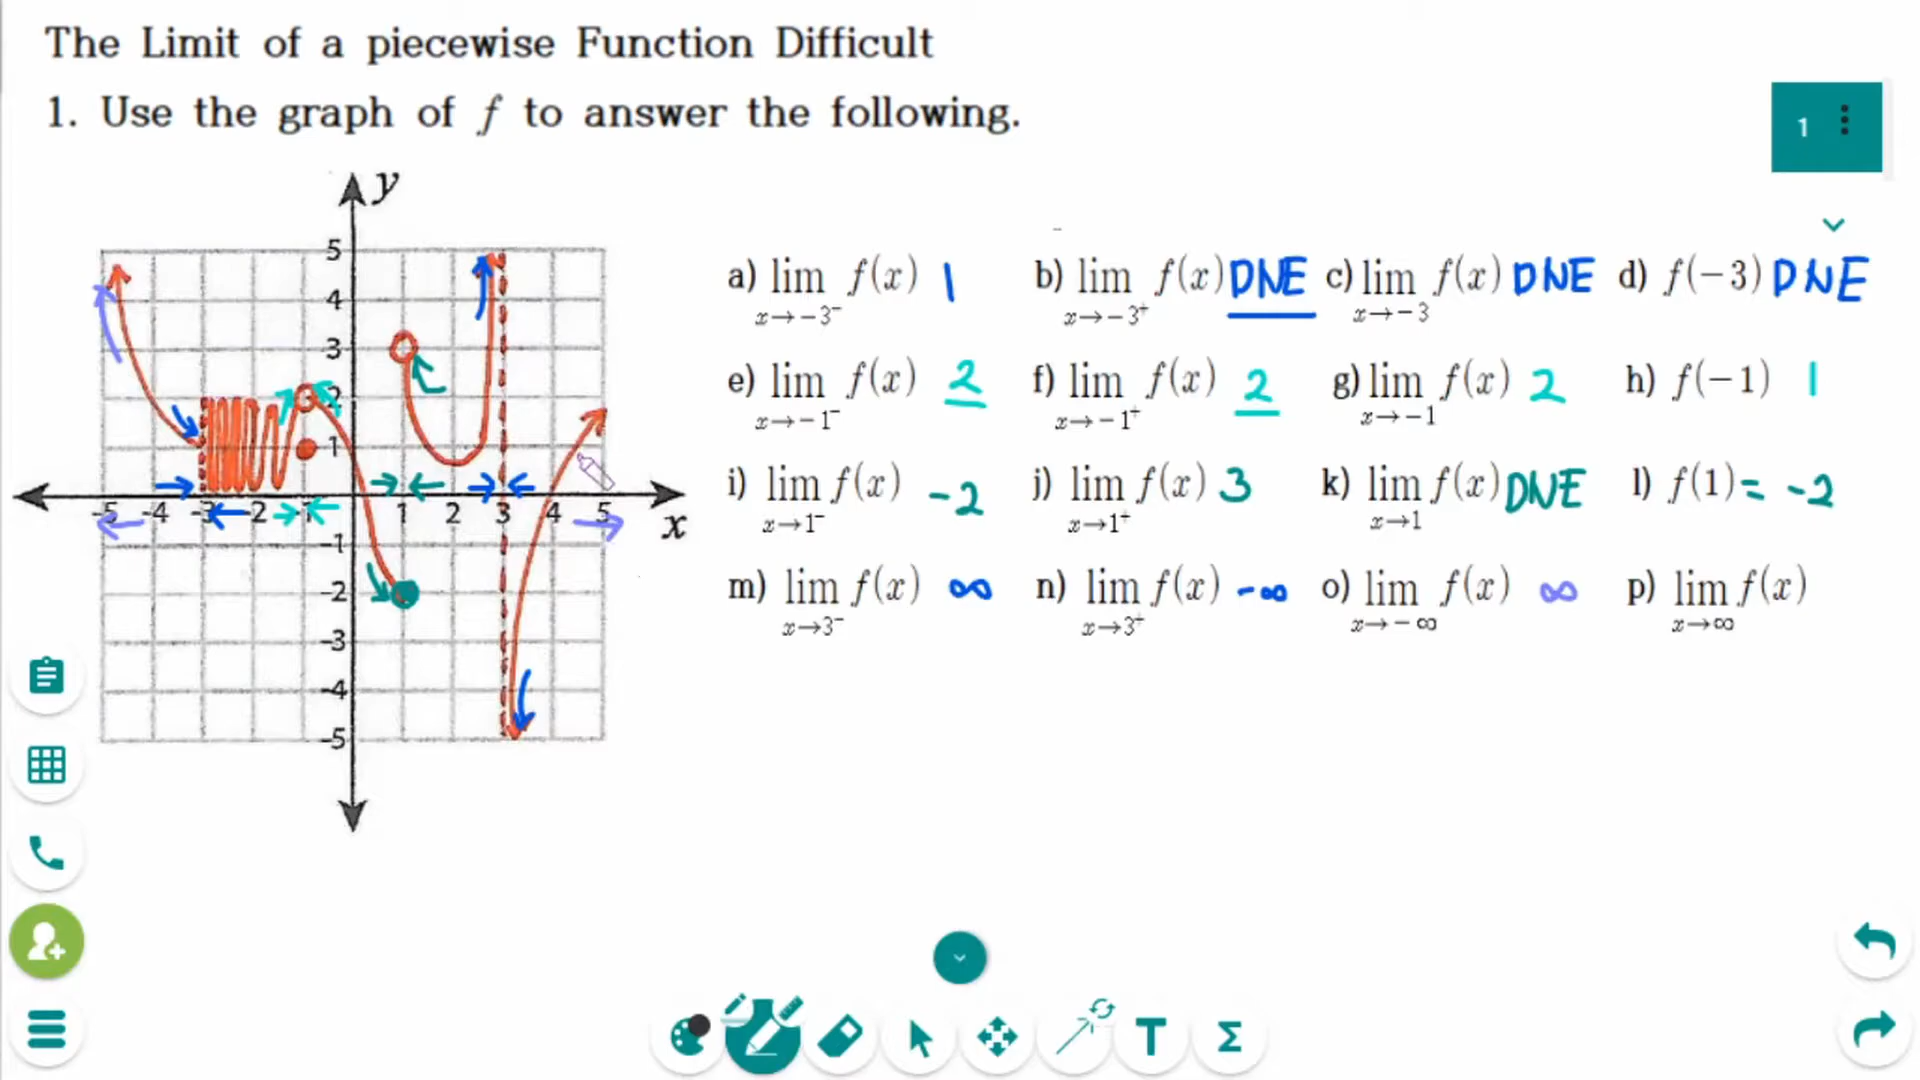 The Limit of a piecewise Function Difficult
1. Use the graph of f to answer the following.
1
y
5
4
3
2
1
-5 -4 -3 -2 -1 1 2 3 4 5
x
-1
-2
-3
-4
-5
a) lim x→-3⁻ f(x) 1 b) lim x→-3⁺ f(x) DNE c) lim x→-3 f(x) DNE d) f(-3) DNE
e) lim x→-1⁻ f(x) 2 f) lim x→-1⁺ f(x) 2 g) lim x→-1 f(x) 2 h) f(-1) 1
i) lim x→1⁻ f(x) -2 j) lim x→1⁺ f(x) 3 k) lim x→1 f(x) DNE l) f(1) = -2
m) lim x→3⁻ f(x) ∞ n) lim x→3⁺ f(x) -∞ o) lim x→-∞ f(x) ∞ p) lim x→∞ f(x)
T Σ